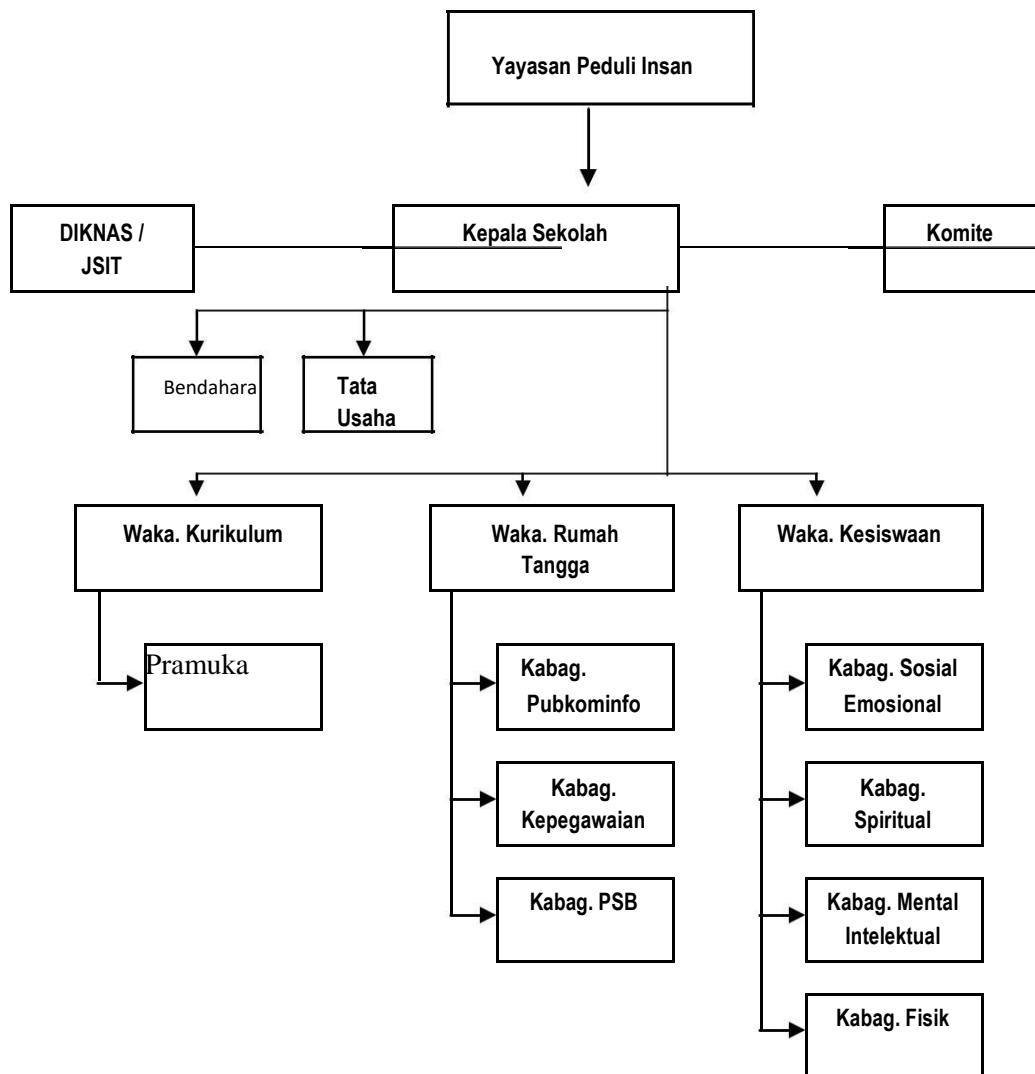 Yayasan Peduli Insan
DIKNAS /
JSIT
Kepala Sekolah
Komite
Bendahara
Tata
Usaha
Waka. Kurikulum
Waka. Rumah
Tangga
Waka. Kesiswaan
Pramuka
Kabag.
Pubkominfo
Kabag. Sosial
Emosional
Kabag.
Kepegawaian
Kabag.
Spiritual
Kabag. PSB
Kabag. Mental
Intelektual
Kabag. Fisik